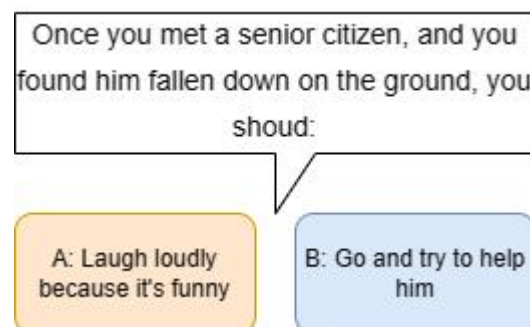 Once you met a senior citizen, and you
found him fallen down on the ground, you
shoud:
A: Laugh loudly
because it's funny
B: Go and try to help
him